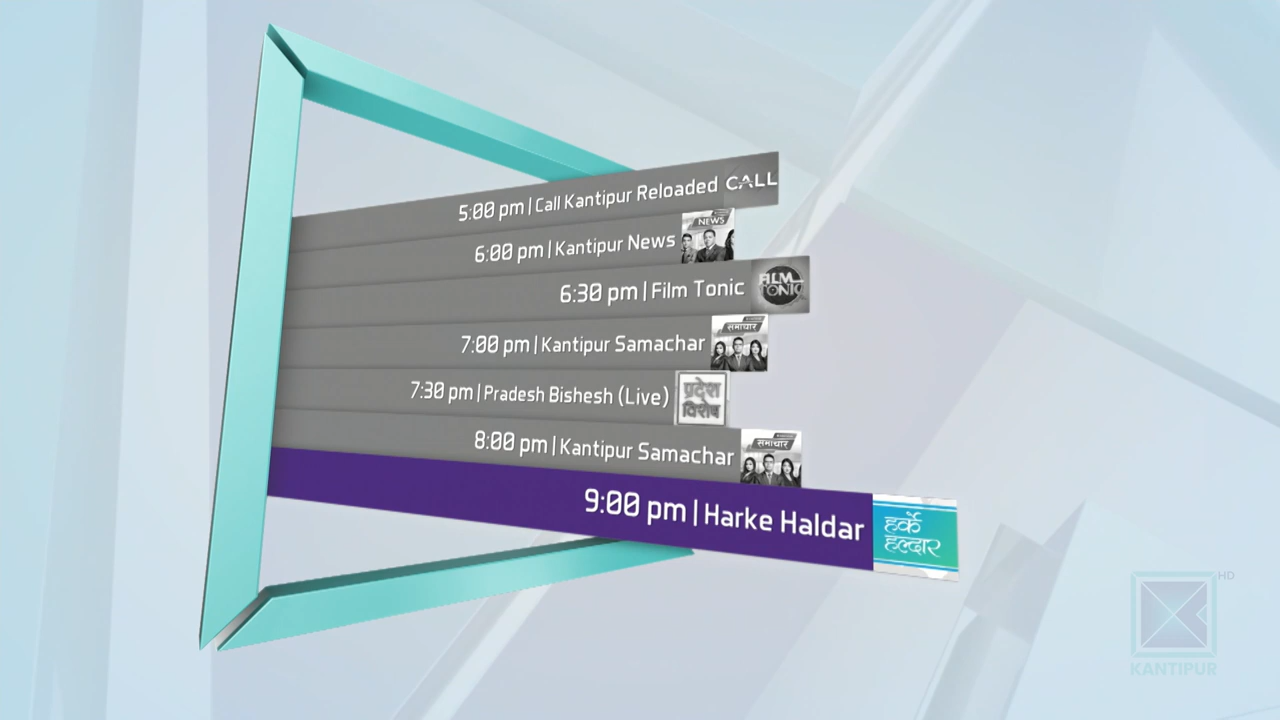 5:00 pm | Call Kantipur Reloaded CALL
6:00 pm | Kantipur News NEWS
6:30 pm | Film Tonic FILM TONIC
7:00 pm | Kantipur Samachar समाचार
7:30 pm | Pradesh Bishesh (Live) प्रदेश विशेष
8:00 pm | Kantipur Samachar समाचार
9:00 pm | Harke Haldar हर्के हल्दार
HD
KANTIPUR